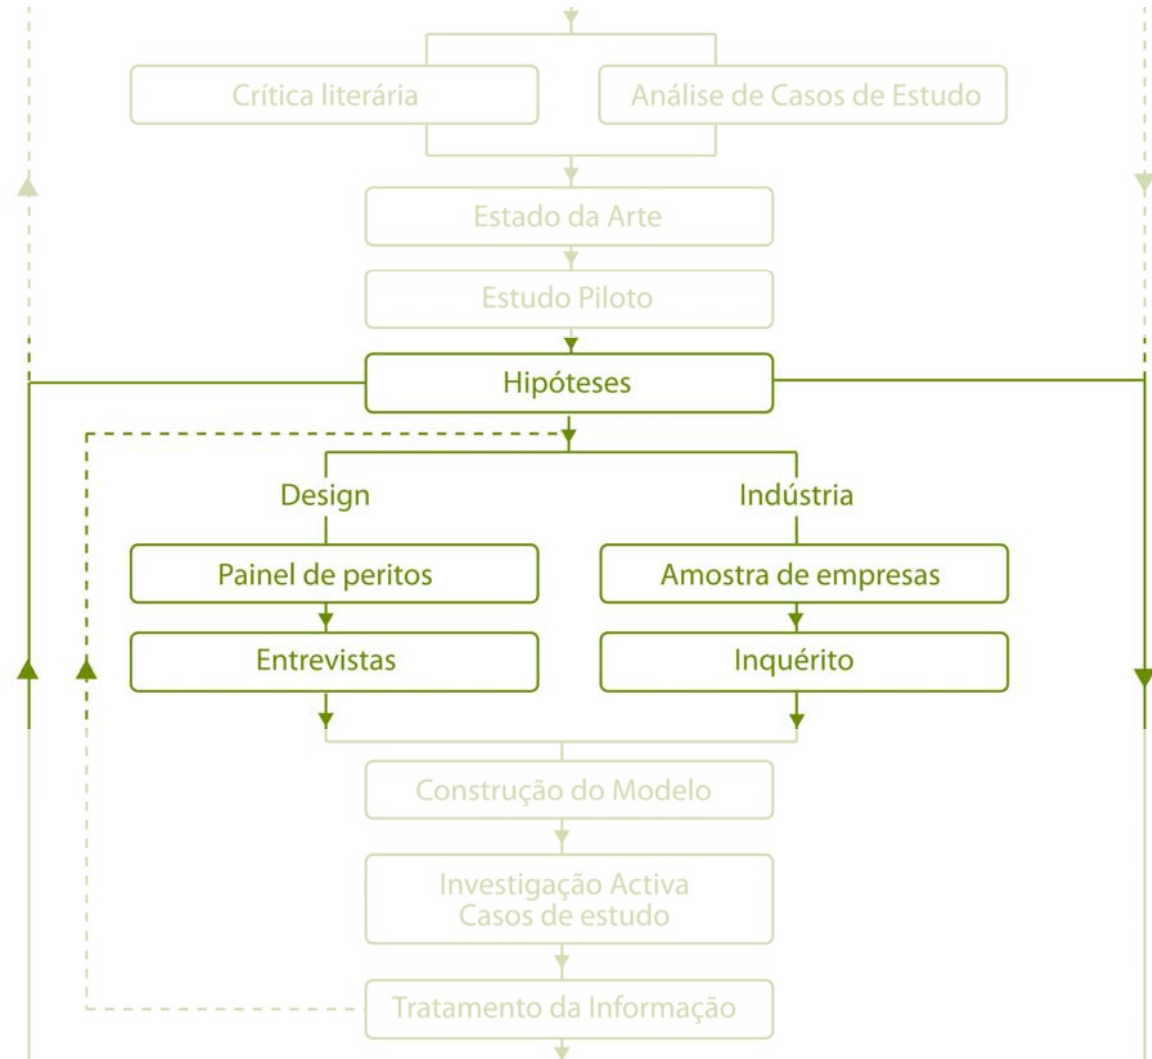 Crítica literária
Análise de Casos de Estudo
Estado da Arte
Estudo Piloto
Hipóteses
Design
Indústria
Painel de peritos
Amostra de empresas
Entrevistas
Inquérito
Construção do Modelo
Investigação Activa
Casos de estudo
Tratamento da Informação